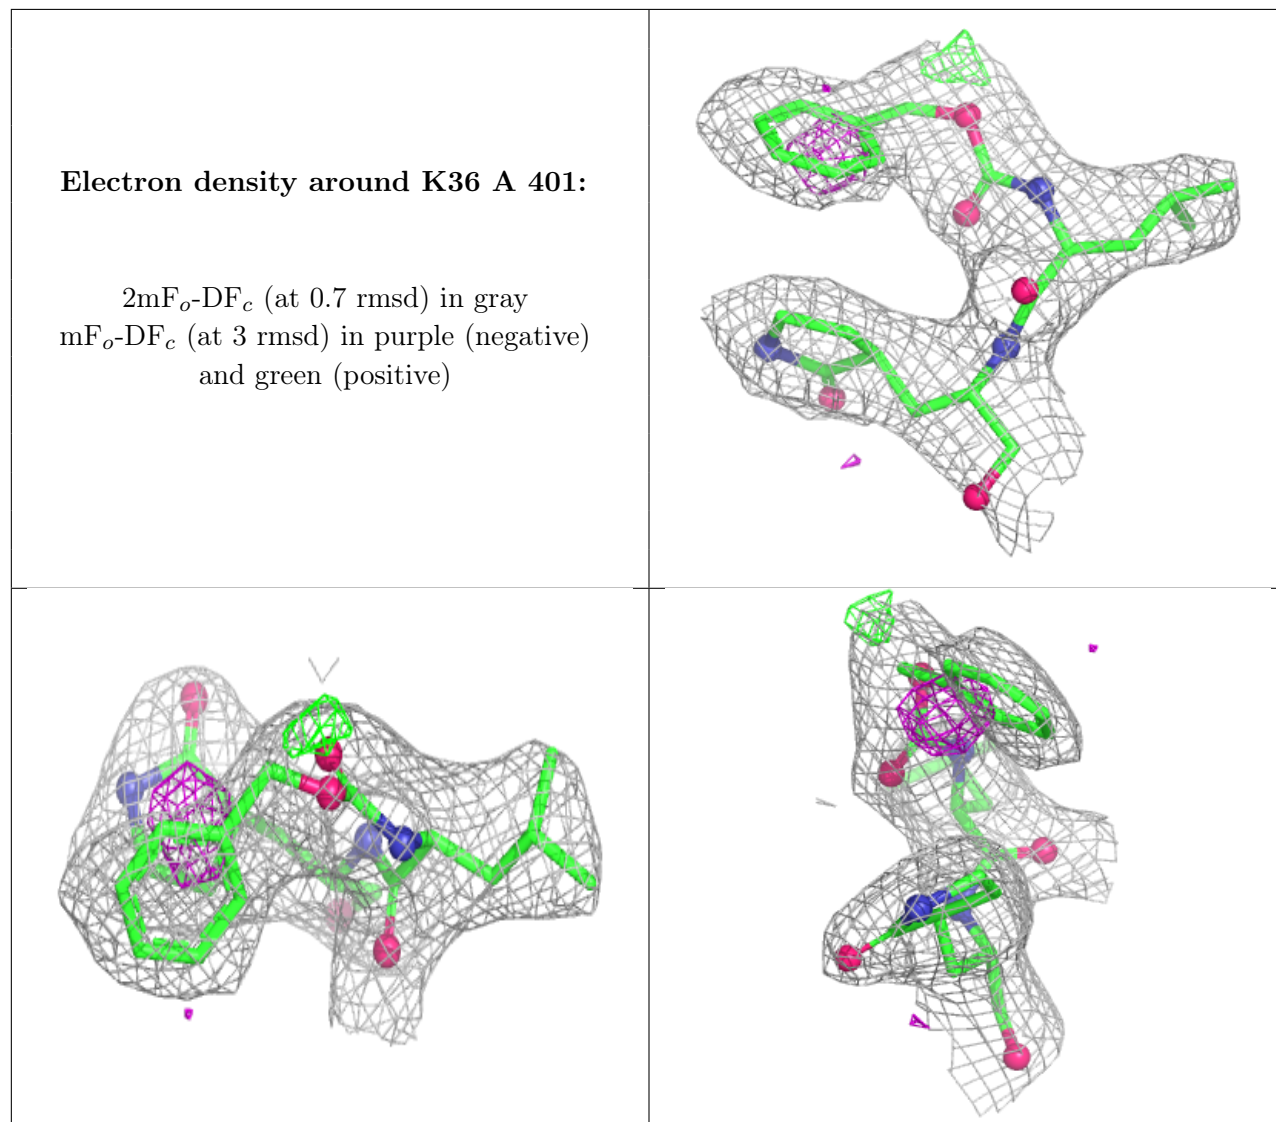 Electron density around K36 A 401:
2mFₒ-DF𝒸 (at 0.7 rmsd) in gray
mFₒ-DF𝒸 (at 3 rmsd) in purple (negative)
and green (positive)